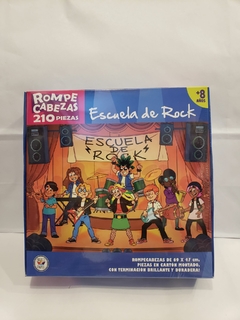 ROMPE
CABEZAS
210 PIEZAS
+8
AÑOS
Escuela de Rock
ESCUELA
DE
ROCK
ROMPECABEZAS DE 69 X 47 cm.
PIEZAS EN CARTÓN MONTADO,
CON TERMINACIÓN BRILLANTE Y DURADERA!